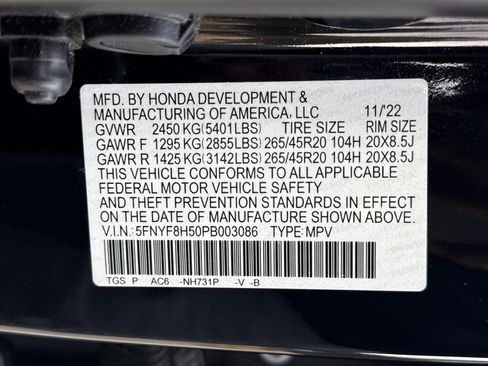 MFD. BY HONDA DEVELOPMENT &
MANUFACTURING OF AMERICA, LLC 11/'22
GVWR 2450 KG (5401LBS) TIRE SIZE RIM SIZE
GAWR F 1295 KG (2855LBS) 265/45R20 104H 20X8.5J
GAWR R 1425 KG (3142LBS) 265/45R20 104H 20X8.5J
THIS VEHICLE CONFORMS TO ALL APPLICABLE
FEDERAL MOTOR VEHICLE SAFETY
AND THEFT PREVENTION STANDARDS IN EFFECT
ON THE DATE OF MANUFACTURE SHOWN ABOVE.
V.I.N.: 5FNYF8H50PB003086 TYPE: MPV
TGS P AC6 -NH731P -V -B